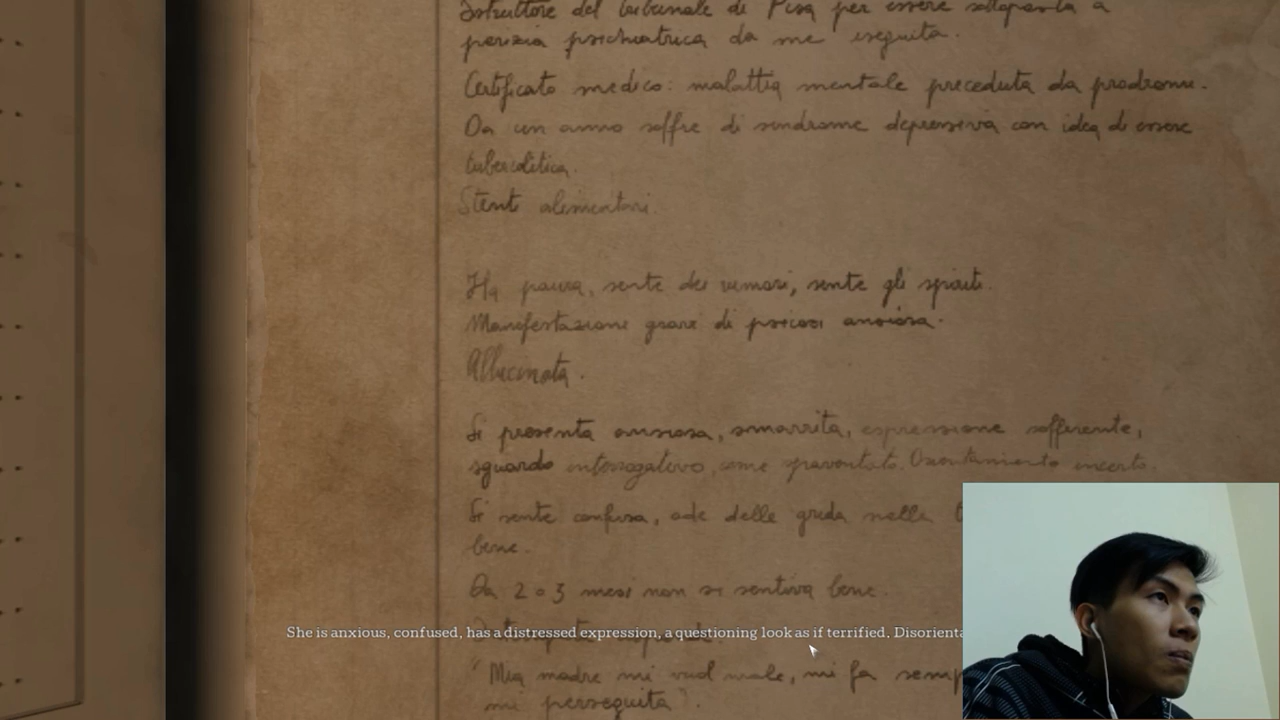 Istruttore del tribunale di Pisa per essere sottoposta a
perizia psichiatrica da me eseguita.
Certificato medico: malattia mentale preceduta da prodromi.
Da un anno soffre di sindrome depressiva con idea di essere
tubercolitica.
Stenti alimentari.
Ha paura, sente dei rumori, sente gli spiriti.
Manifestazione grave di psicosi ansiosa.
Allucinata.
Si presenta ansiosa, smarrita, espressione sofferente,
sguardo interrogativo, come spaventato. Orientamento incerto.
Si sente confusa, ode delle grida nelle
bene.
Da 2 o 3 mesi non si sentiva bene.
She is anxious, confused, has a distressed expression, a questioning look as if terrified. Disorienta
"Mia madre mi vuol male, mi fa
mi perseguita".